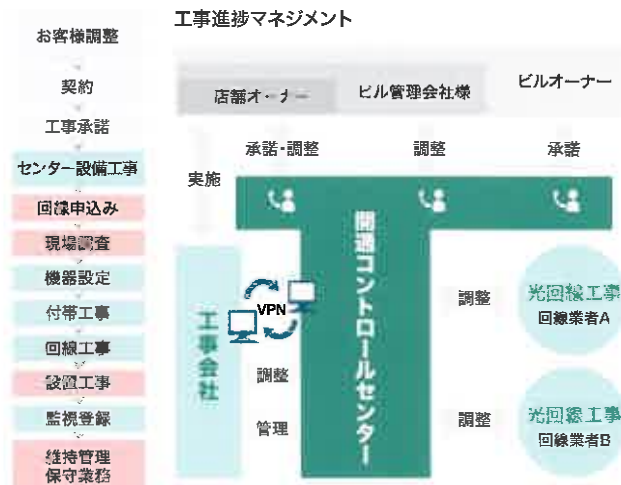 工事進捗マネジメント
お客様調整
契約
工事承諾
センター設備工事
回線申込み
現場調査
機器設定
付帯工事
回線工事
設置工事
監視登録
維持管理
保守業務
店舗オーナー
ビル管理会社様
ビルオーナー
実施
承諾・調整
調整
承諾
開通コントロールセンター
工事会社
VPN
調整
管理
調整
光回線工事
回線業者A
調整
光回線工事
回線業者B